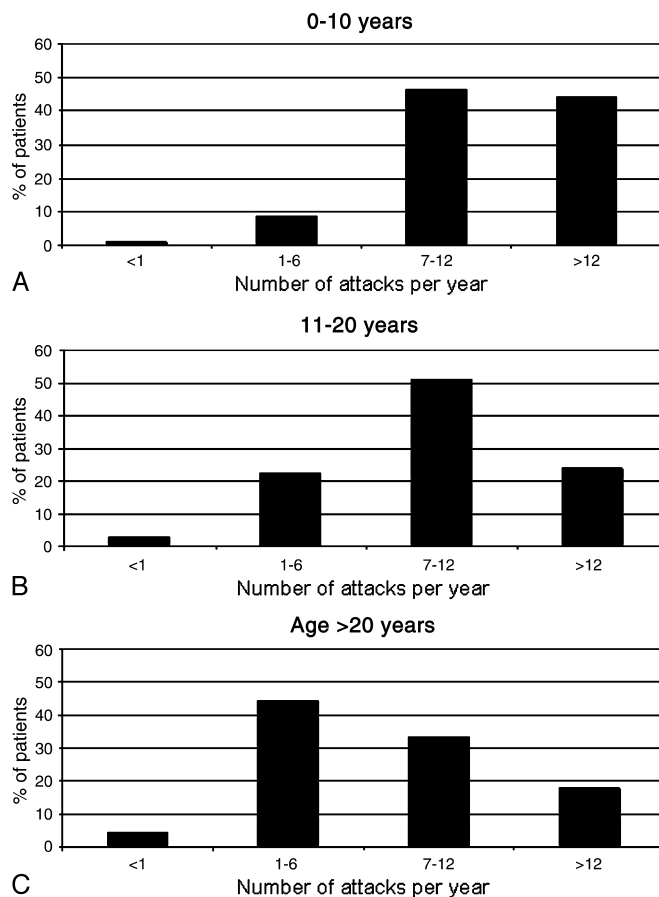 0-10 years
60
50
40
30
20
10
0
% of patients
<1 1-6 7-12 >12
Number of attacks per year
A
11-20 years
60
50
40
30
20
10
0
% of patients
<1 1-6 7-12 >12
Number of attacks per year
B
Age >20 years
60
50
40
30
20
10
0
% of patients
<1 1-6 7-12 >12
Number of attacks per year
C